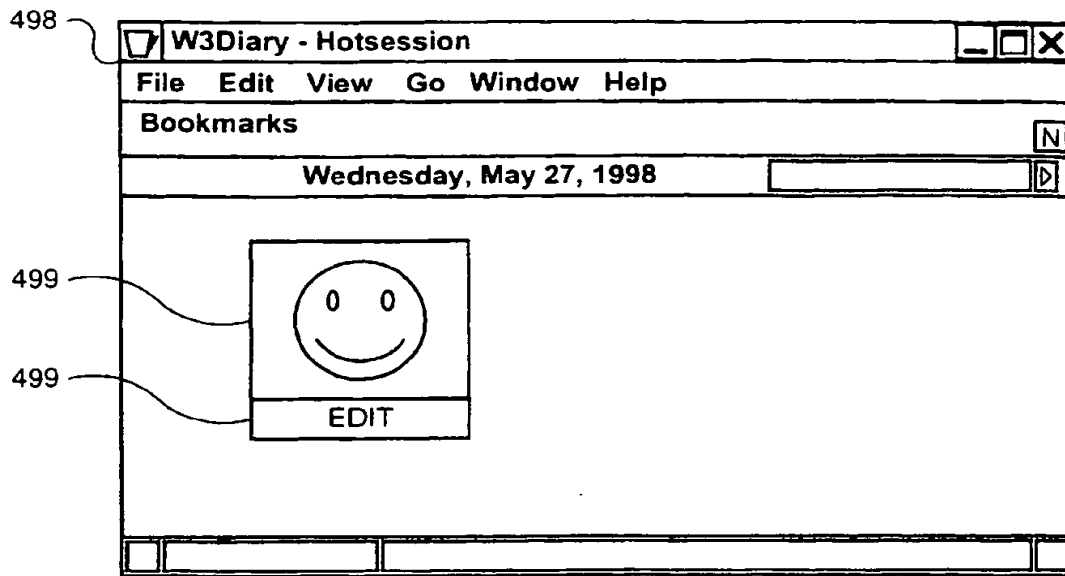 498
W3Diary - Hotsession
File Edit View Go Window Help
Bookmarks
N
Wednesday, May 27, 1998
499
499
EDIT